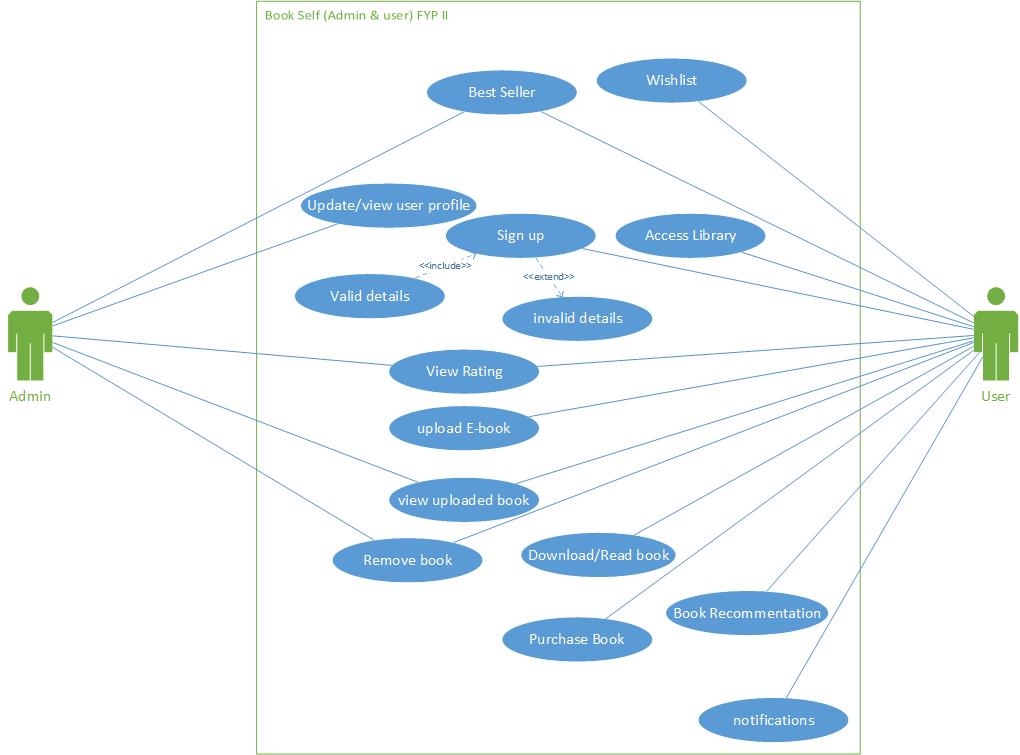 Book Self (Admin & user) FYP II
Wishlist
Best Seller
Update/view user profile
Sign up
Access Library
<<include>>
<<extend>>
Valid details
invalid details
View Rating
Admin
User
upload E-book
view uploaded book
Download/Read book
Remove book
Book Recommentation
Purchase Book
notifications